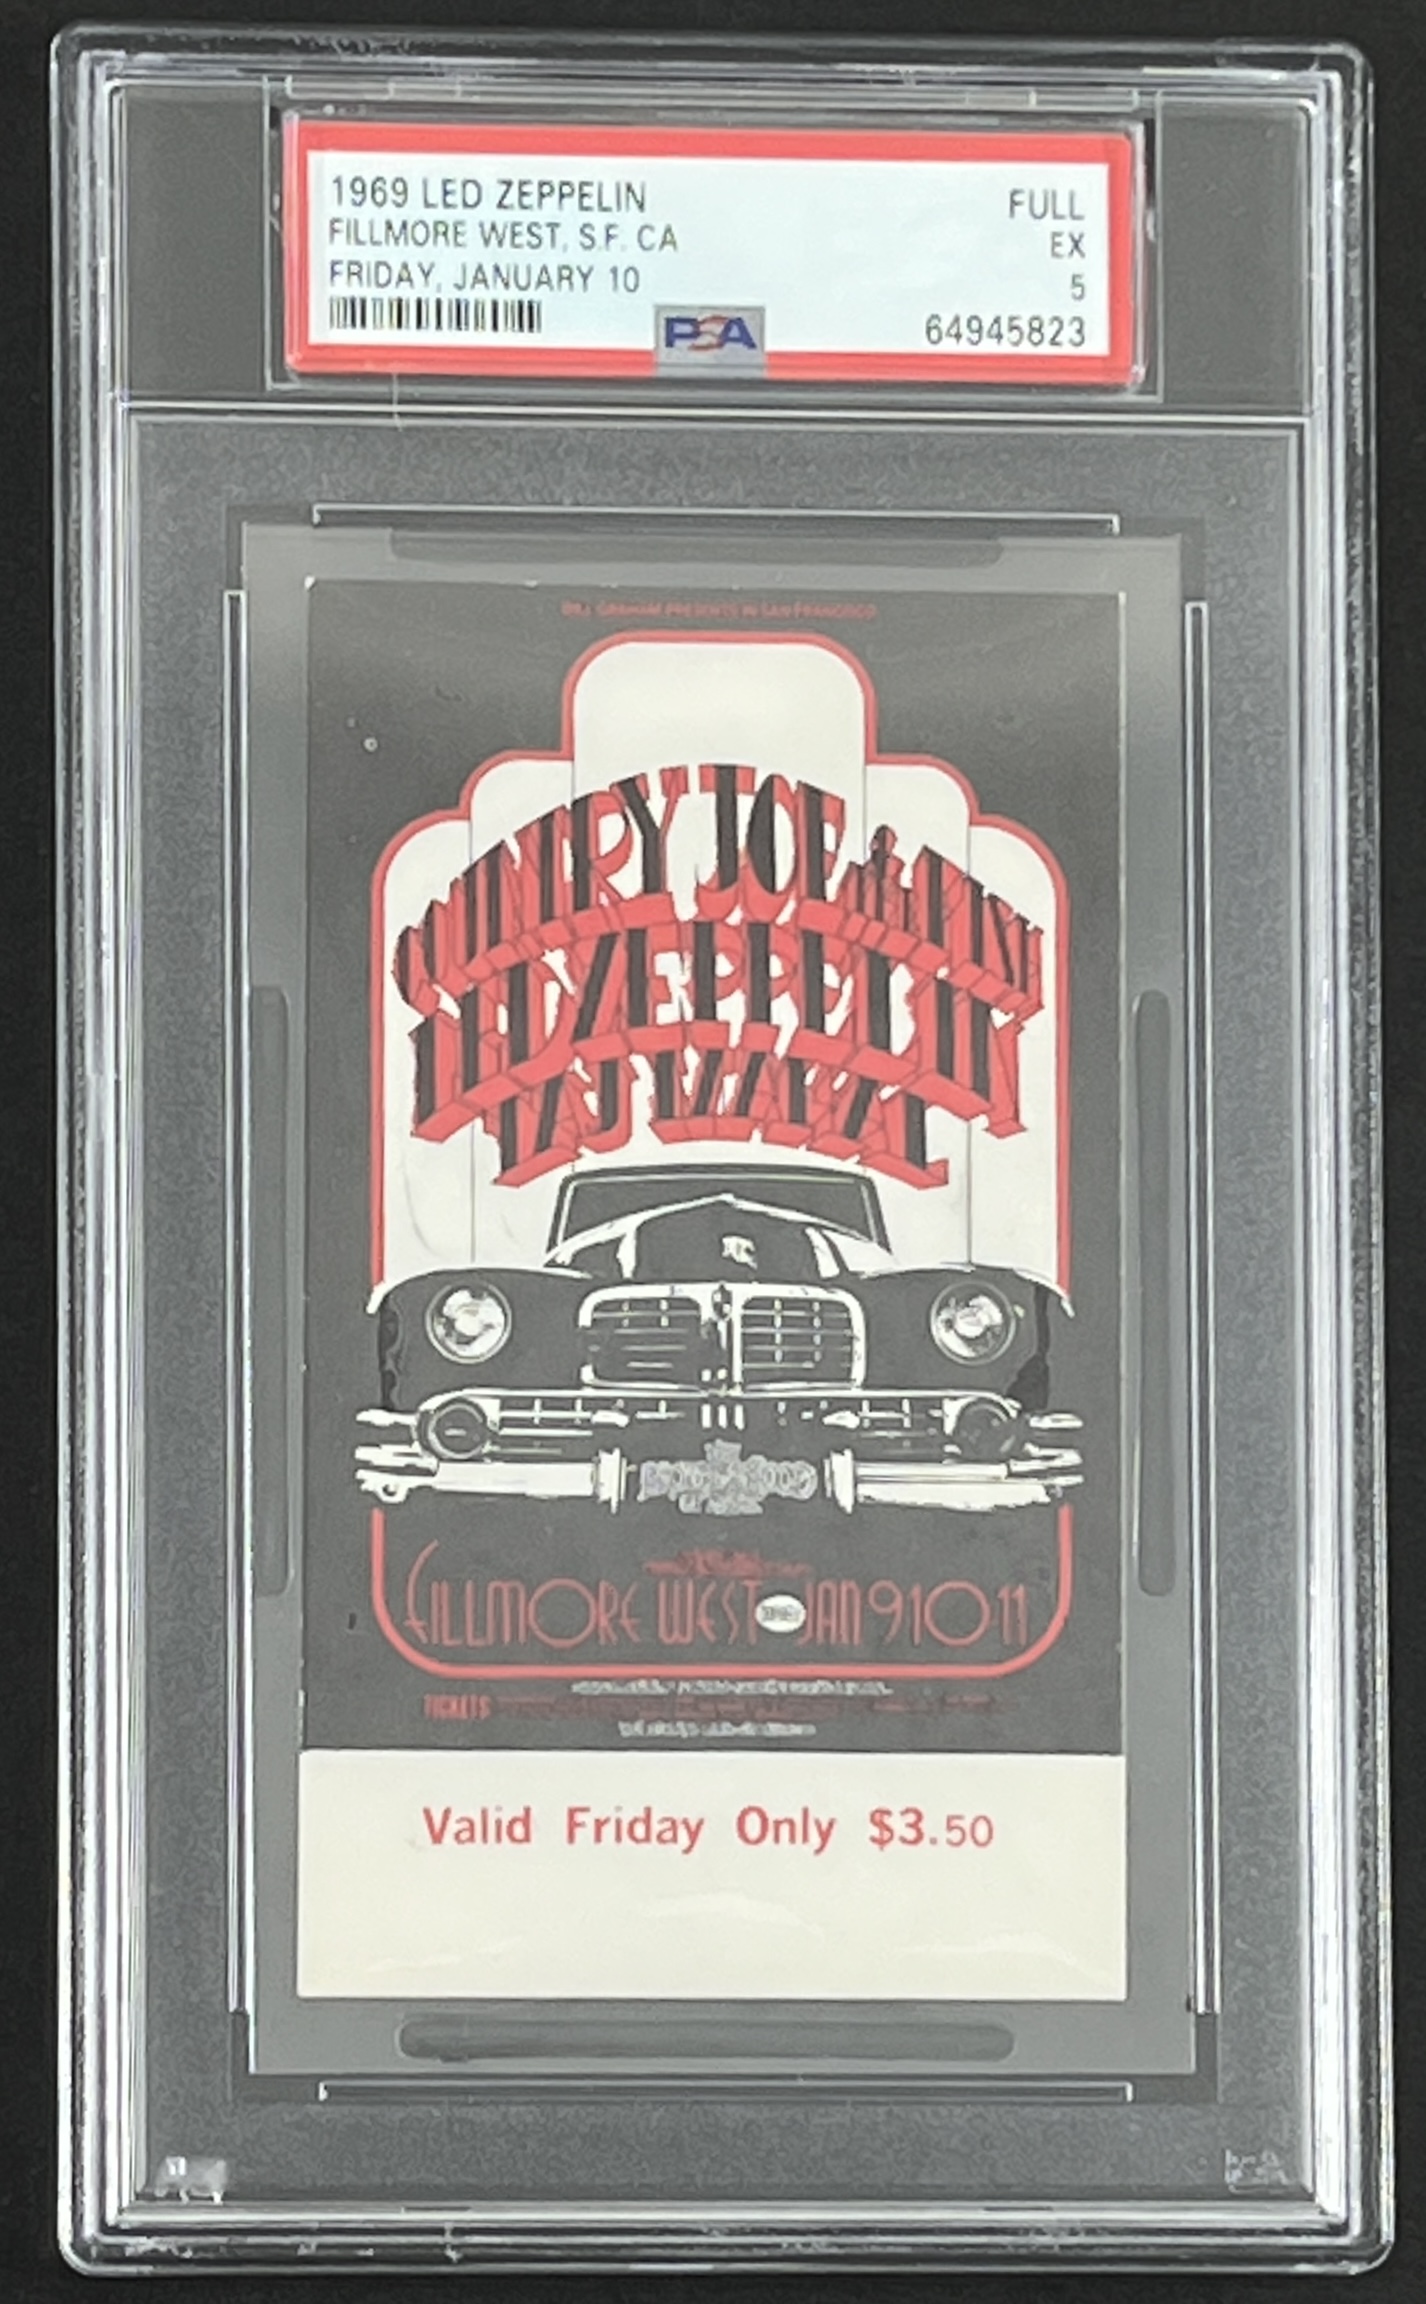 1969 LED ZEPPELIN
FILLMORE WEST, S.F. CA
FRIDAY, JANUARY 10
FULL
EX
5
64945823
PSA
BILL GRAHAM PRESENTS IN SAN FRANCISCO
COUNTRY JOE & the FISH
LED ZEPPELIN
TAJ MAHAL
FILLMORE WEST JAN 9 10 11
TICKETS
Valid Friday Only $3.50